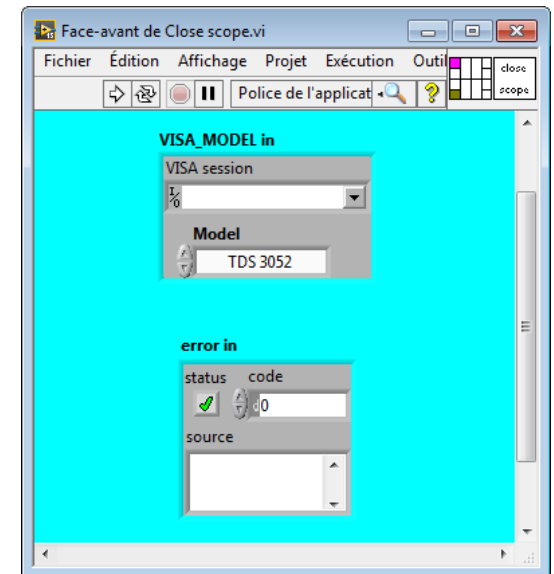 Face-avant de Close scope.vi
Fichier Édition Affichage Projet Exécution Outil
close
scope
Police de l'applicat
VISA_MODEL in
VISA session
I/O
Model
TDS 3052
error in
status code
d 0
source